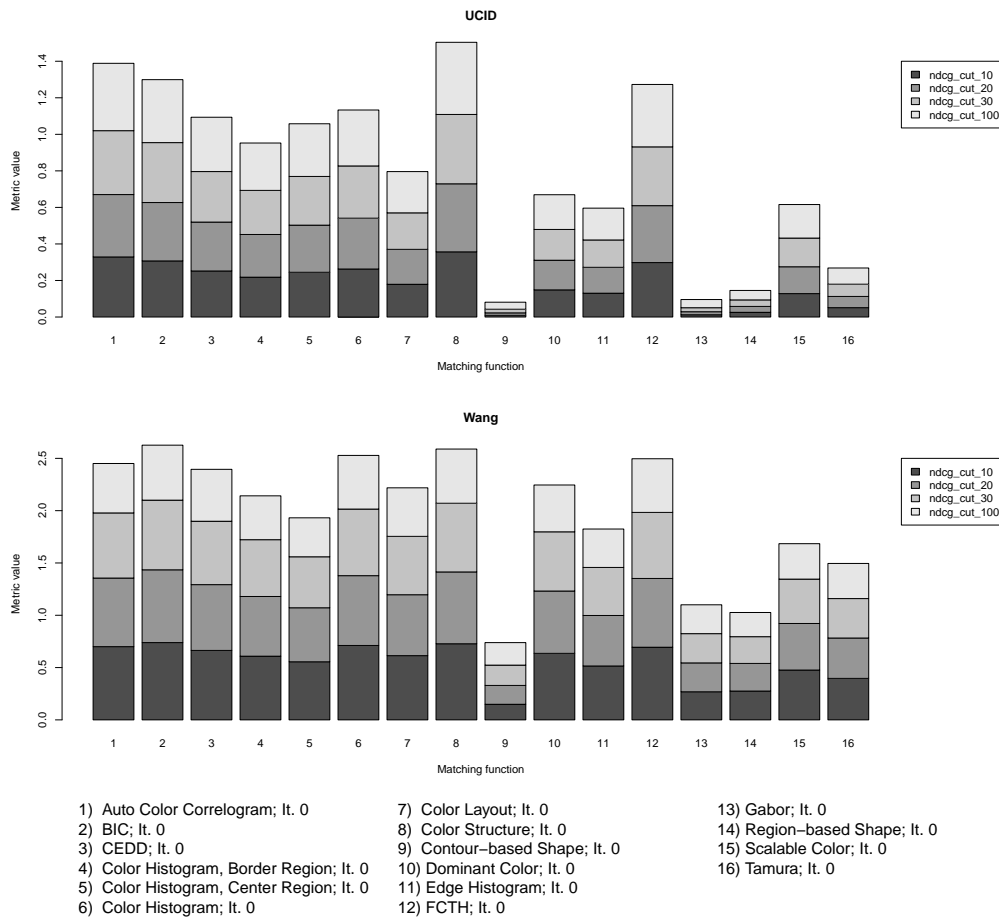 UCID
Metric value
0.0
0.2
0.4
0.6
0.8
1.0
1.2
1.4
ndcg_cut_10
ndcg_cut_20
ndcg_cut_30
ndcg_cut_100
1 2 3 4 5 6 7 8 9 10 11 12 13 14 15 16
Matching function
Wang
Metric value
0.0
0.5
1.0
1.5
2.0
2.5
ndcg_cut_10
ndcg_cut_20
ndcg_cut_30
ndcg_cut_100
1 2 3 4 5 6 7 8 9 10 11 12 13 14 15 16
Matching function
1) Auto Color Correlogram; It. 0
2) BIC; It. 0
3) CEDD; It. 0
4) Color Histogram, Border Region; It. 0
5) Color Histogram, Center Region; It. 0
6) Color Histogram; It. 0
7) Color Layout; It. 0
8) Color Structure; It. 0
9) Contour−based Shape; It. 0
10) Dominant Color; It. 0
11) Edge Histogram; It. 0
12) FCTH; It. 0
13) Gabor; It. 0
14) Region−based Shape; It. 0
15) Scalable Color; It. 0
16) Tamura; It. 0